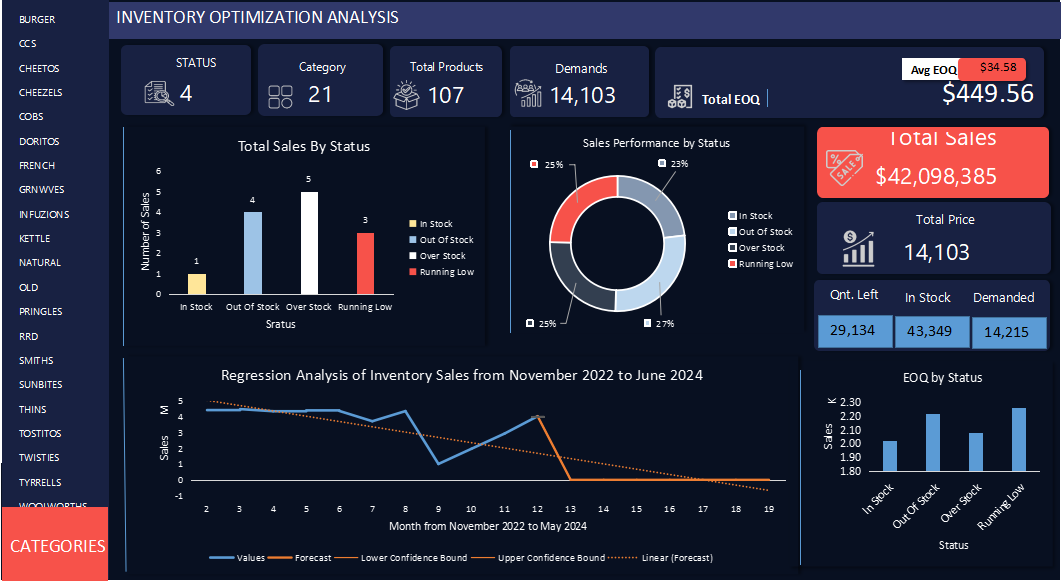 INVENTORY OPTIMIZATION ANALYSIS
BURGER
CCS
CHEETOS
CHEEZELS
COBS
DORITOS
FRENCH
GRNWVES
INFUZIONS
KETTLE
NATURAL
OLD
PRINGLES
RRD
SMITHS
SUNBITES
THINS
TOSTITOS
TWISTIES
TYRRELLS
WOOLWORTHS
CATEGORIES
STATUS
4
Category
21
Total Products
107
Demands
14,103
Total EOQ
Avg EOQ $34.58
$449.56
Total Sales By Status
Number of Sales
6
5
4
3
2
1
0
1
4
5
3
In Stock Out Of Stock Over Stock Running Low
Sratus
In Stock
Out Of Stock
Over Stock
Running Low
Sales Performance by Status
25% 23%
25% 27%
In Stock
Out Of Stock
Over Stock
Running Low
Total Sales
SALE
$42,098,385
Total Price
14,103
Qnt. Left In Stock Demanded
29,134 43,349 14,215
Regression Analysis of Inventory Sales from November 2022 to June 2024
Sales M
5
4
3
2
1
0
-1
2 3 4 5 6 7 8 9 10 11 12 13 14 15 16 17 18 19
Month from November 2022 to May 2024
Values Forecast Lower Confidence Bound Upper Confidence Bound Linear (Forecast)
EOQ by Status
Sales K
2.30
2.20
2.10
2.00
1.90
1.80
In Stock Out Of Stock Over Stock Running Low
Status